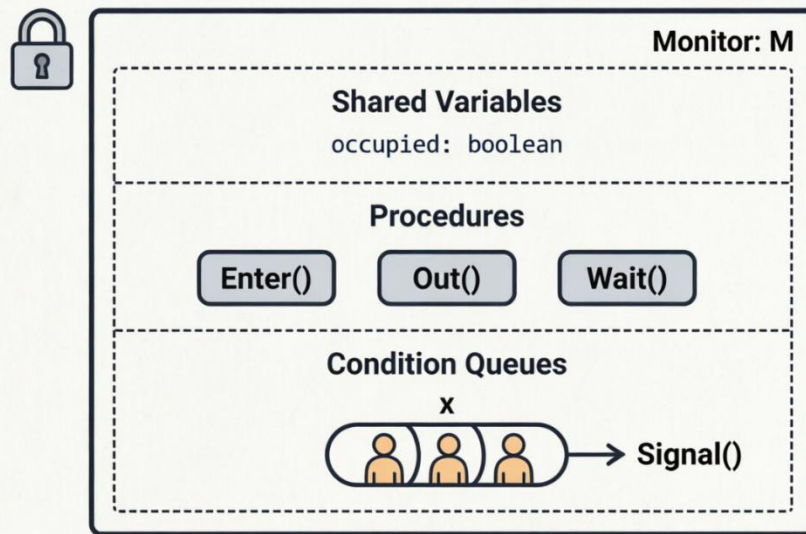 Monitor: M
Shared Variables
occupied: boolean
Procedures
Enter() Out() Wait()
Condition Queues
x
Signal()